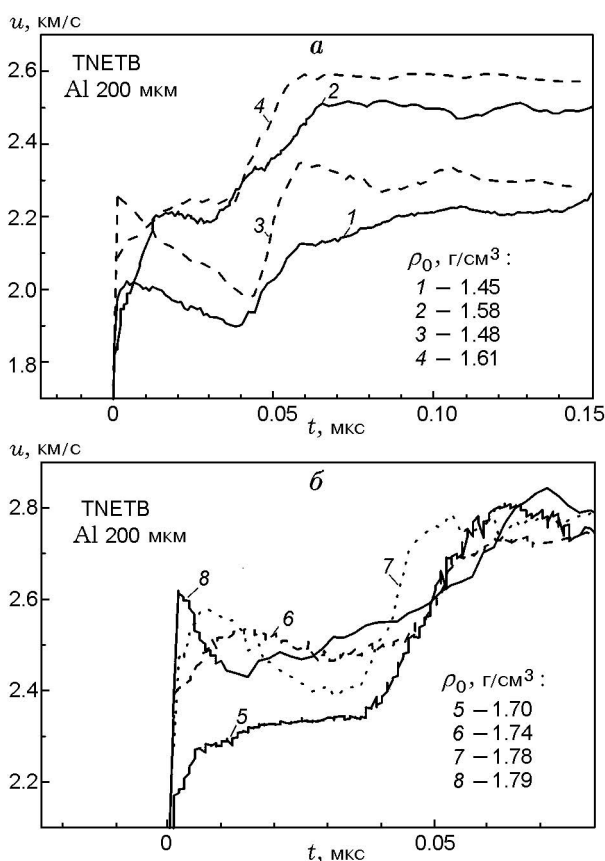 u, км/с
а
TNETB
Al 200 мкм
2.6
4
2
2.4
2.2
3
1
ρ₀, г/см³ :
1 – 1.45
2 – 1.58
3 – 1.48
4 – 1.61
2.0
1.8
0
0.05
0.10
0.15
t, мкс
u, км/с
б
TNETB
Al 200 мкм
2.8
7
8
6
2.6
5
2.4
ρ₀, г/см³ :
5 – 1.70
6 – 1.74
7 – 1.78
8 – 1.79
2.2
0
0.05
t, мкс